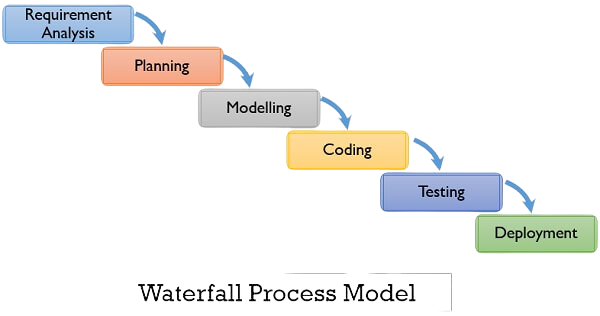 Requirement
Analysis
Planning
Modelling
Coding
Testing
Deployment
Waterfall Process Model